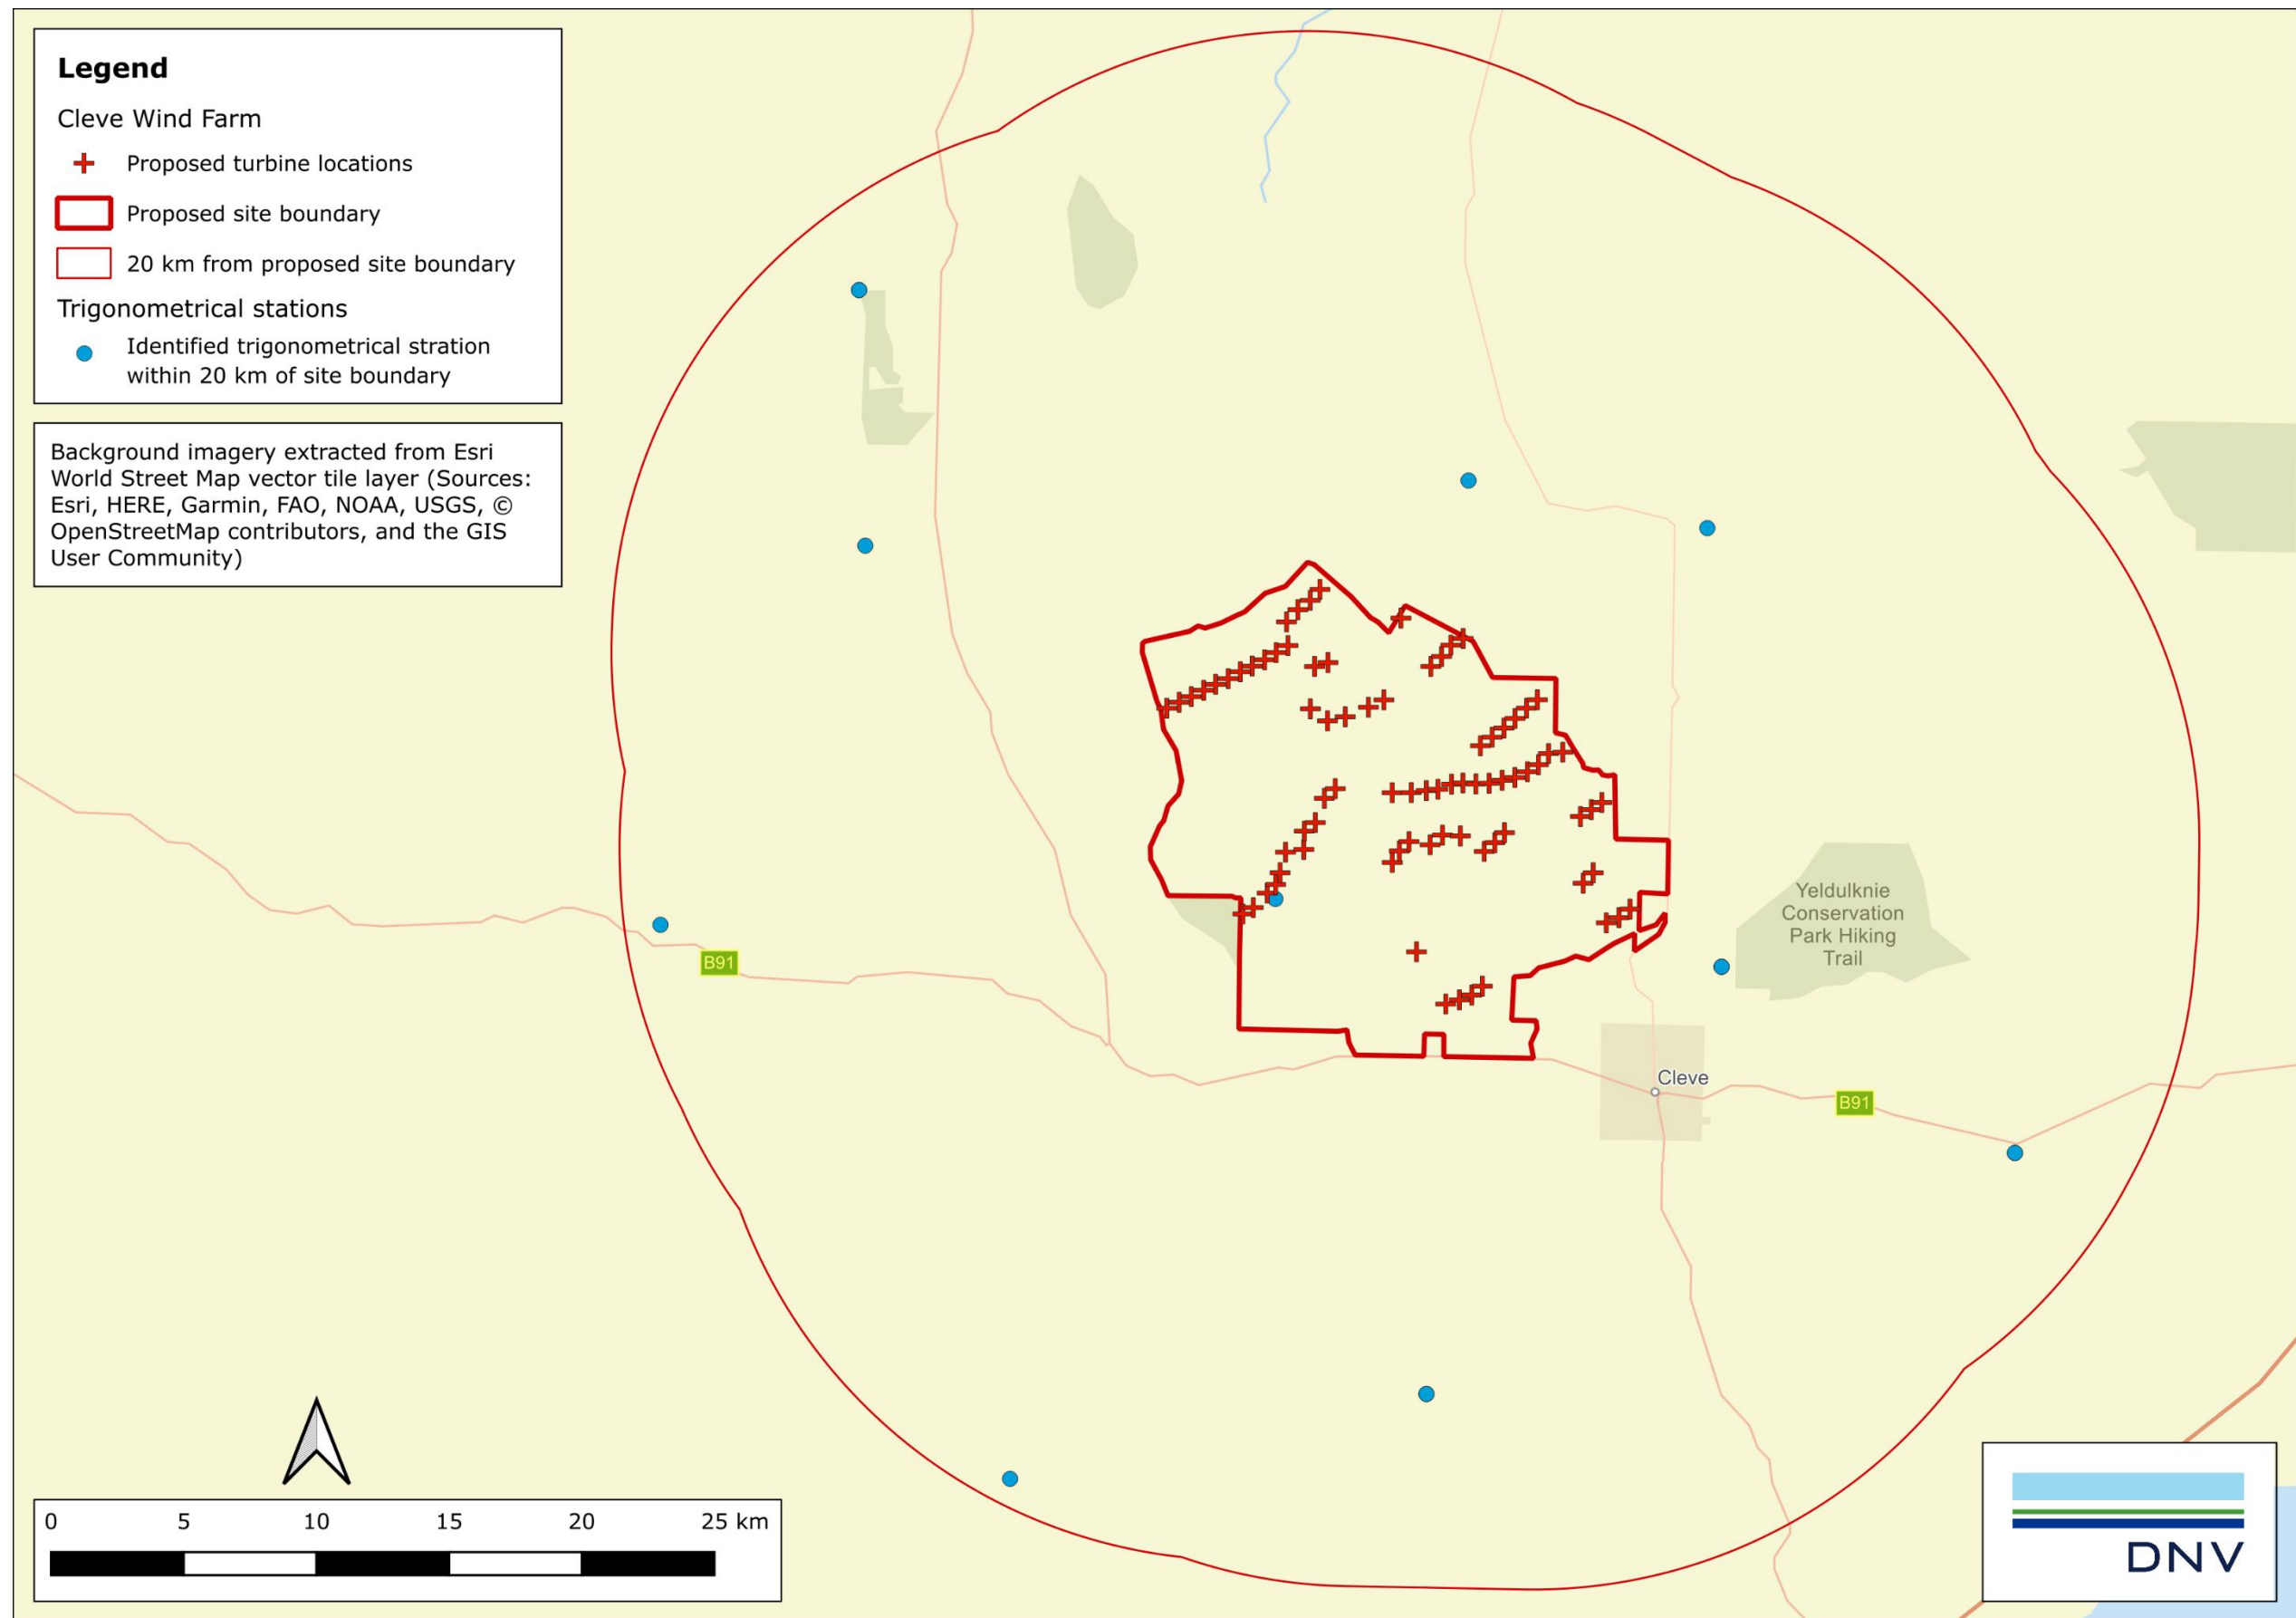 Legend
Cleve Wind Farm
Proposed turbine locations
Proposed site boundary
20 km from proposed site boundary
Trigonometrical stations
Identified trigonometrical stration
within 20 km of site boundary
Background imagery extracted from Esri
World Street Map vector tile layer (Sources:
Esri, HERE, Garmin, FAO, NOAA, USGS, ©
OpenStreetMap contributors, and the GIS
User Community)
Yeldulknie
Conservation
Park Hiking
Trail
B91
Cleve
B91
0 5 10 15 20 25 km
DNV